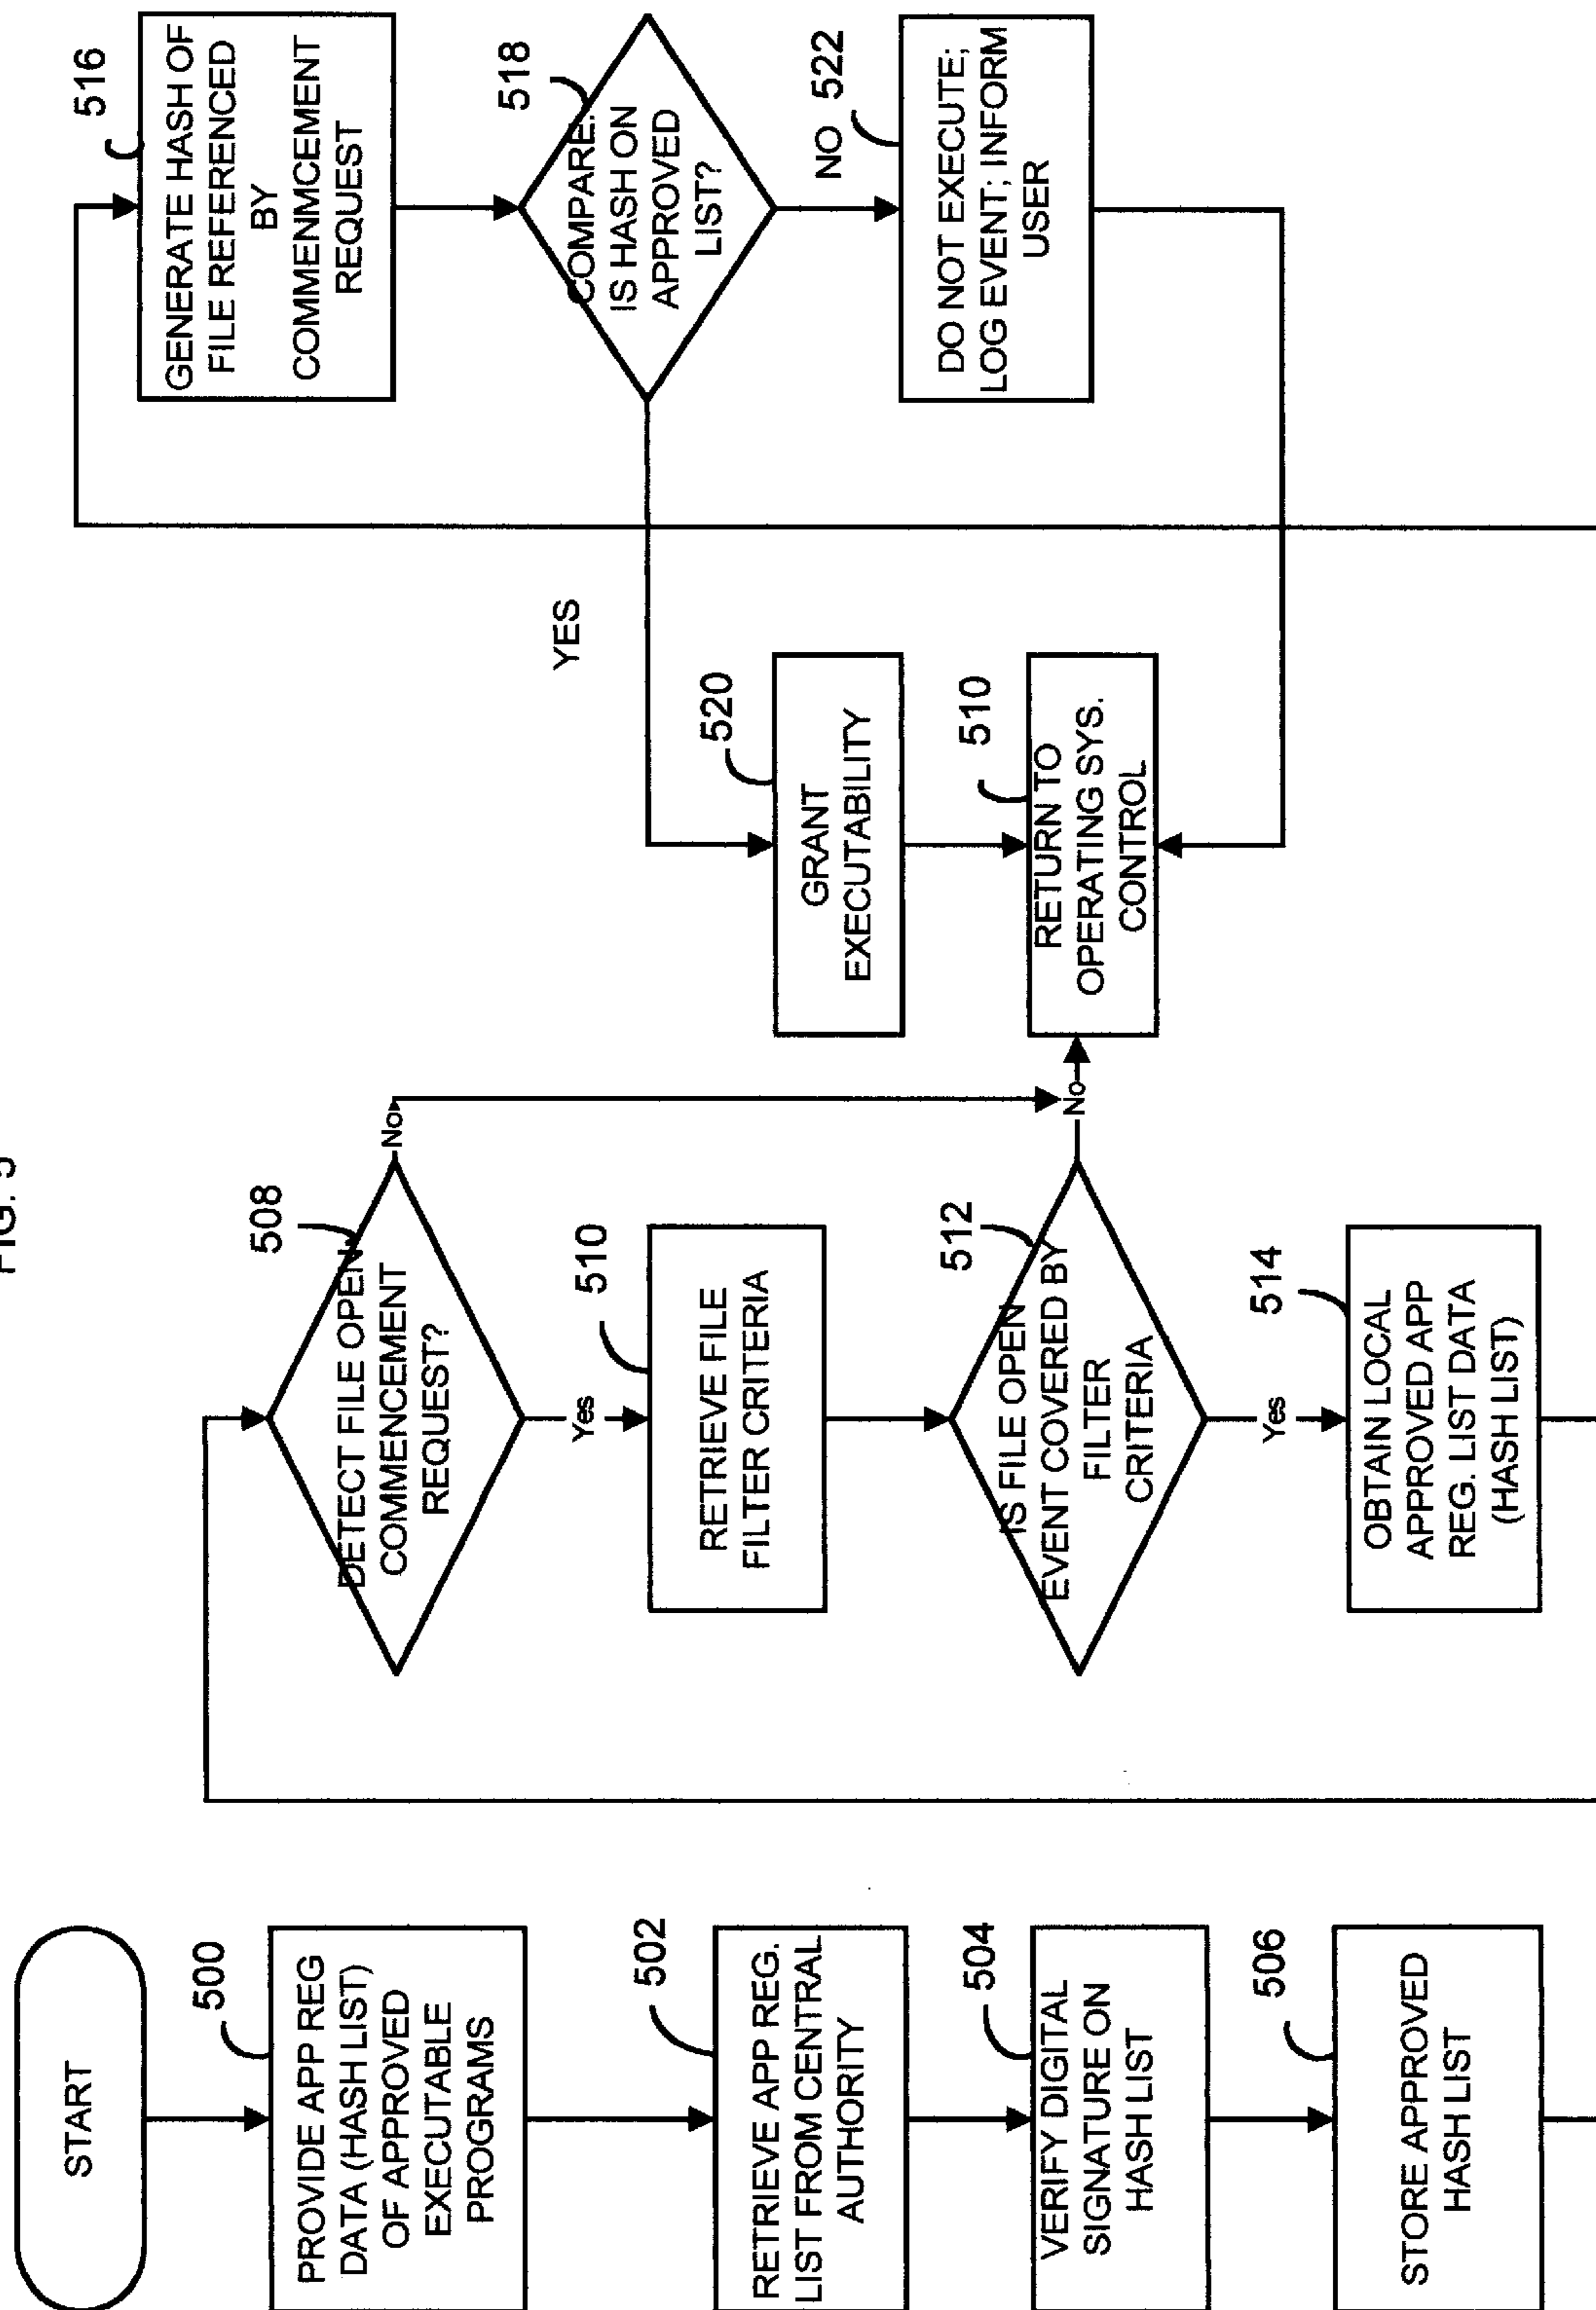 FIG. 5
START
500
PROVIDE APP REG
DATA (HASH LIST)
OF APPROVED
EXECUTABLE
PROGRAMS
502
RETRIEVE APP REG.
LIST FROM CENTRAL
AUTHORITY
504
VERIFY DIGITAL
SIGNATURE ON
HASH LIST
506
STORE APPROVED
HASH LIST
508
DETECT FILE OPEN
COMMENCEMENT
REQUEST?
No
Yes
510
RETRIEVE FILE
FILTER CRITERIA
512
IS FILE OPEN
EVENT COVERED BY
FILTER
CRITERIA
No
Yes
514
OBTAIN LOCAL
APPROVED APP
REG. LIST DATA
(HASH LIST)
516
GENERATE HASH OF
FILE REFERENCED
BY
COMMENMCEMENT
REQUEST
518
COMPARE:
IS HASH ON
APPROVED
LIST?
YES
NO
520
GRANT
EXECUTABILITY
510
RETURN TO
OPERATING SYS.
CONTROL
522
DO NOT EXECUTE;
LOG EVENT; INFORM
USER